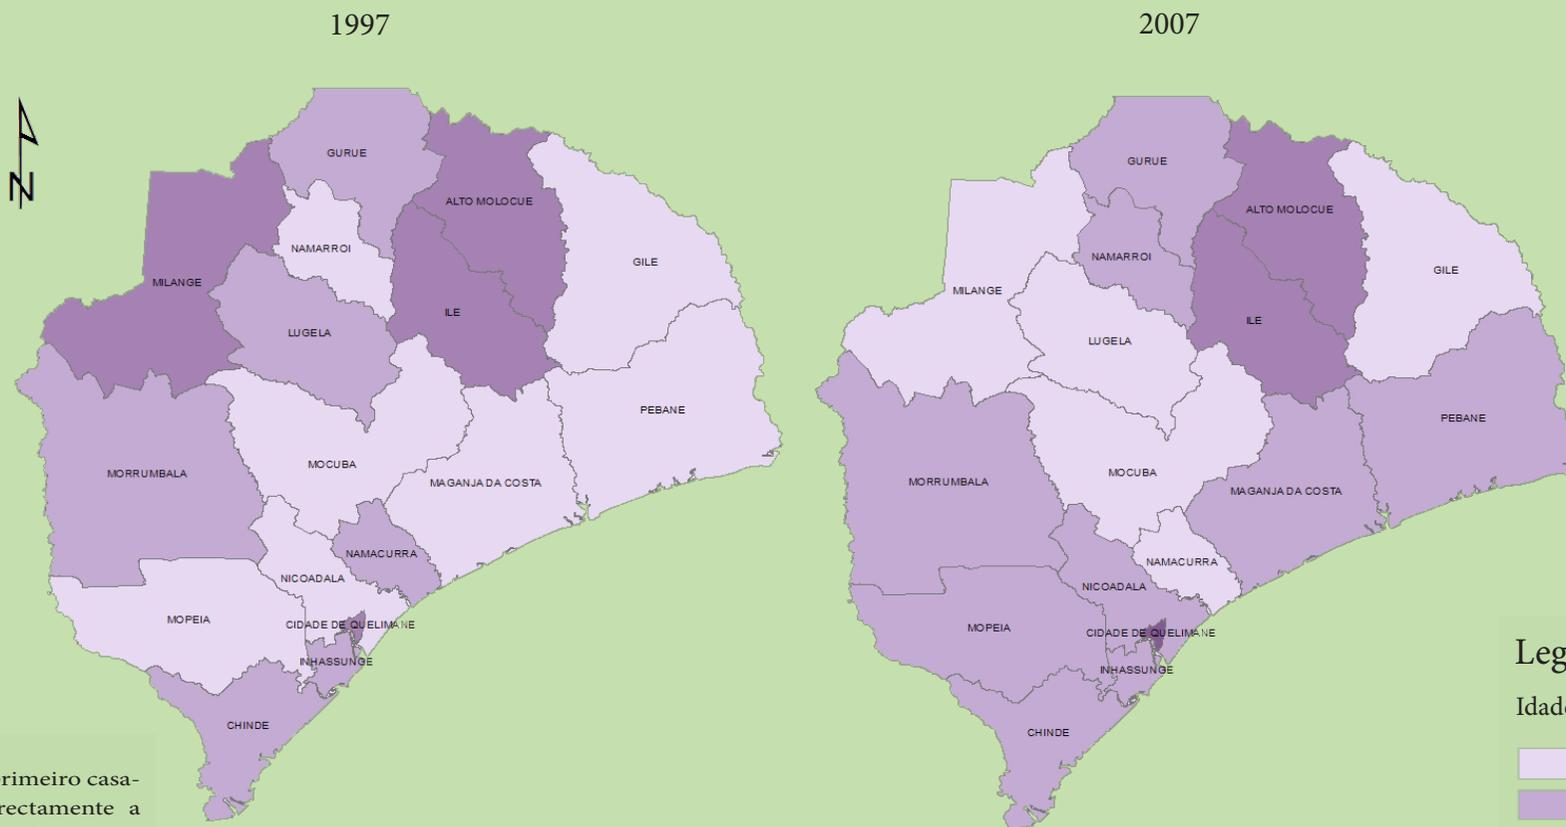 1997
2007
N
GURUE
ALTO MOLOCUE
NAMARROI
GILE
MILANGE
ILE
LUGELA
PEBANE
MOCUBA
MORRUMBALA
MAGANJA DA COSTA
NAMACURRA
NICOADALA
MOPEIA
CIDADE DE QUELIMANE
INHASSUNGE
CHINDE
GURUE
ALTO MOLOCUE
NAMARROI
GILE
MILANGE
ILE
LUGELA
PEBANE
MOCUBA
MORRUMBALA
MAGANJA DA COSTA
NAMACURRA
NICOADALA
MOPEIA
CIDADE DE QUELIMANE
INHASSUNGE
CHINDE
Leg
Idad
rimeiro casa-
rectamente a